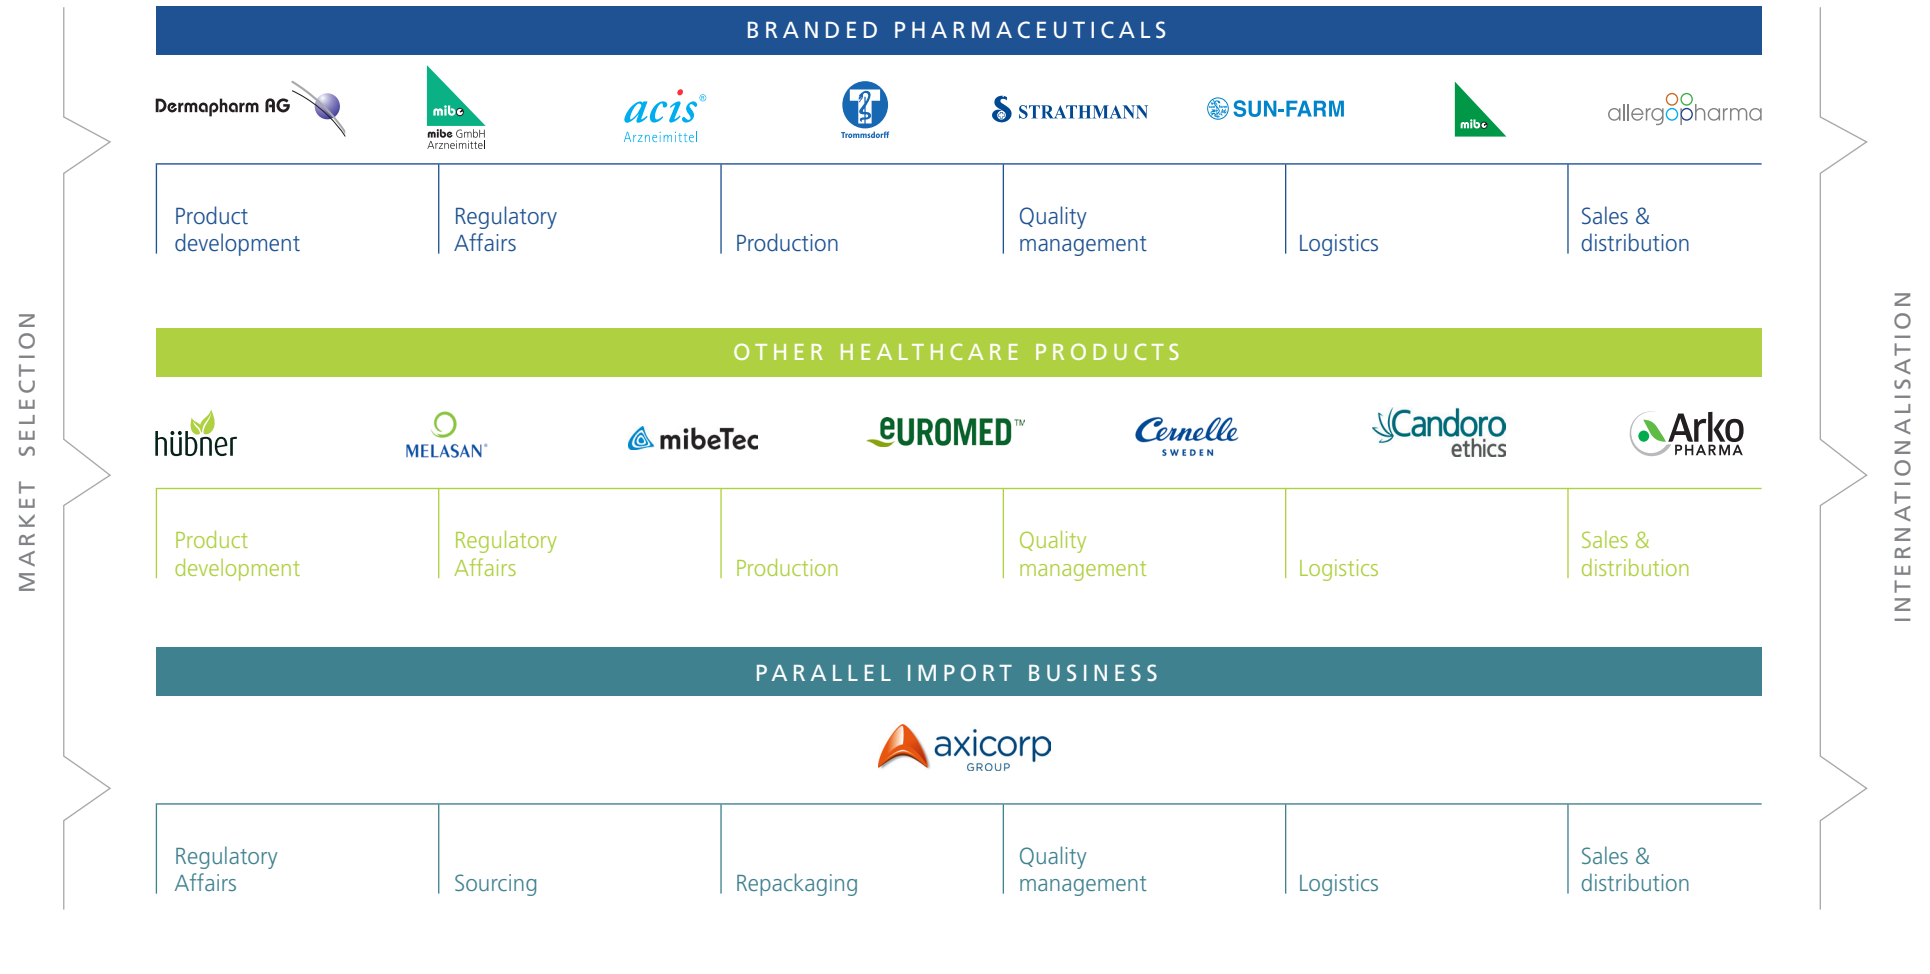 BRANDED PHARMACEUTICALS
Dermapharm AG
mibe
mibe GmbH
Arzneimittel
acis®
Arzneimittel
T
Trommsdorff
STRATHMANN
SUN-FARM
mibe
allergopharma
Product
development
Regulatory
Affairs
Production
Quality
management
Logistics
Sales &
distribution
MARKET SELECTION
INTERNATIONALISATION
OTHER HEALTHCARE PRODUCTS
hübner
MELASAN®
mibeTec
EUROMED™
Cernelle
SWEDEN
Candoro
ethics
Arko
PHARMA
Product
development
Regulatory
Affairs
Production
Quality
management
Logistics
Sales &
distribution
PARALLEL IMPORT BUSINESS
axicorp
GROUP
Regulatory
Affairs
Sourcing
Repackaging
Quality
management
Logistics
Sales &
distribution